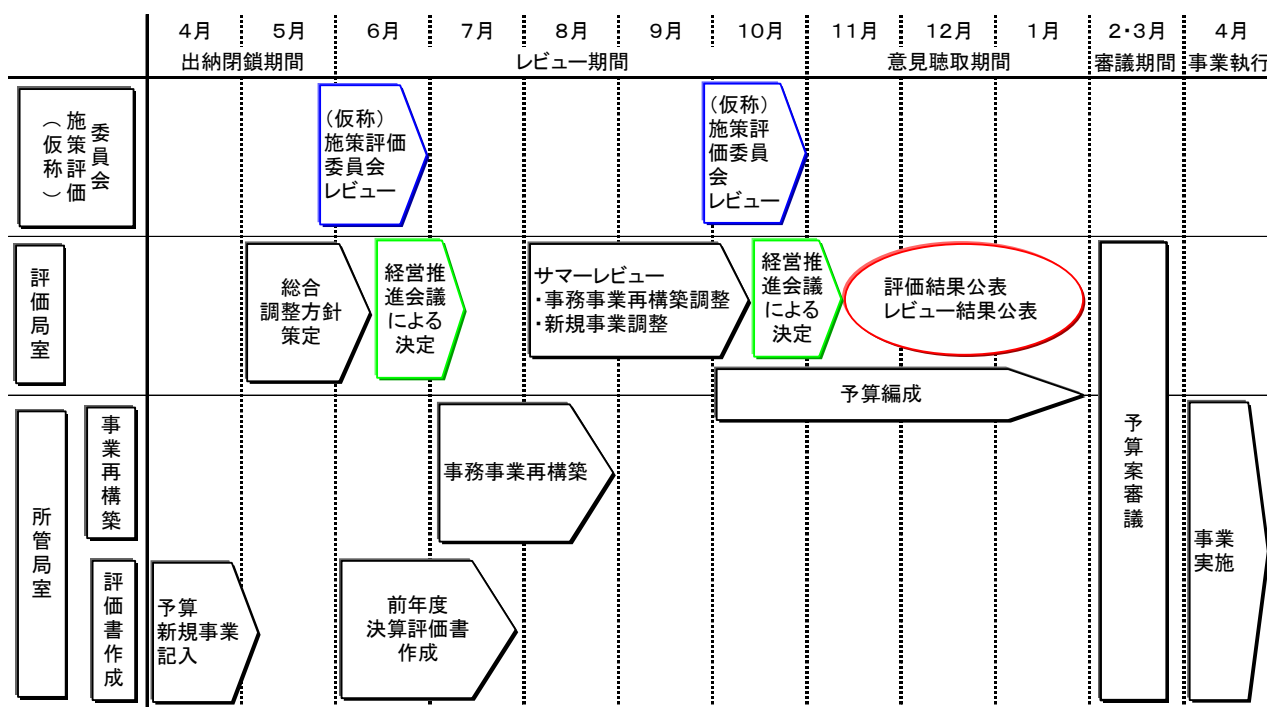 4月 5月 6月 7月 8月 9月 10月 11月 12月 1月 2・3月 4月
出納閉鎖期間 レビュー期間 意見聴取期間 審議期間 事業執行
（仮称）
施策評価
委員会
（仮称）
施策評価
委員会
レビュー
（仮称）
施策評
価委員
会
レビュー
評価局室
総合
調整方針
策定
経営推
進会議
による
決定
サマーレビュー
・事務事業再構築調整
・新規事業調整
経営推
進会議
による
決定
評価結果公表
レビュー結果公表
予算編成
予算案審議
所管局室
事業再構築
事務事業再構築
事業
実施
評価書作成
予算
新規事業
記入
前年度
決算評価書
作成